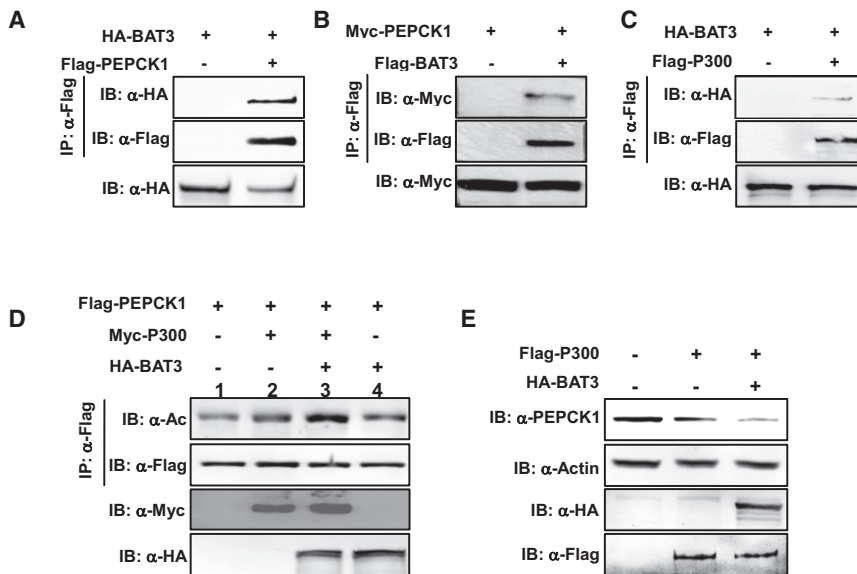 A
HA-BAT3 + +
Flag-PEPCK1 - +
IP: α-Flag
IB: α-HA
IB: α-Flag
IB: α-HA
B
Myc-PEPCK1 + +
Flag-BAT3 - +
IP: α-Flag
IB: α-Myc
IB: α-Flag
IB: α-Myc
C
HA-BAT3 + +
Flag-P300 - +
IP: α-Flag
IB: α-HA
IB: α-Flag
IB: α-HA
D
Flag-PEPCK1 + + + +
Myc-P300 - + + -
HA-BAT3 - - + +
1 2 3 4
IP: α-Flag
IB: α-Ac
IB: α-Flag
IB: α-Myc
IB: α-HA
E
Flag-P300 - + +
HA-BAT3 - - +
IB: α-PEPCK1
IB: α-Actin
IB: α-HA
IB: α-Flag